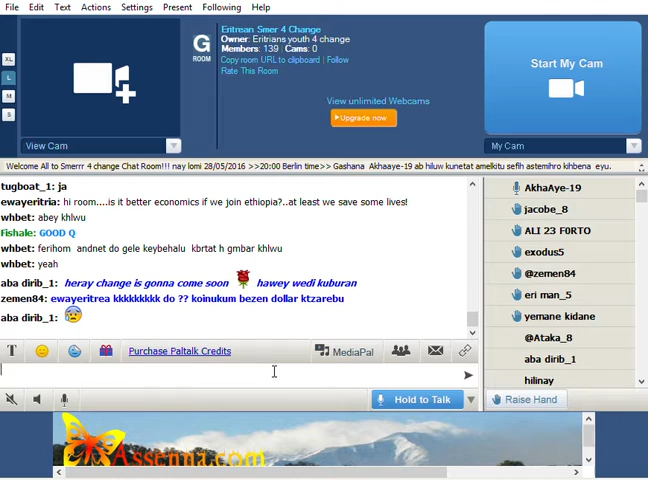 File Edit Text Actions Settings Present Following Help
XL
L
M
S
View Cam
G
ROOM
Eritrean Smer 4 Change
Owner: Eritrians youth 4 change
Members: 139 Cams: 0
Copy room URL to clipboard | Follow
Rate This Room
View unlimited Webcams
Upgrade now
Start My Cam
My Cam
Welcome All to Smerrr 4 change Chat Room!!! nay lomi 28/05/2016 >>20:00 Berlin time>> Gashana Akhaaye-19 ab hiluw kunetat amelkitu sefih astemihro khbena eyu.
tugboat_1: ja
ewayeritria: hi room....is it better economics if we join ethiopia?..at least we save some lives!
whbet: abey khlwu
Fishale: GOOD Q
whbet: ferihom andnet do gele keybehalu kbrtat h gmbar khlwu
whbet: yeah
aba dirib_1: heray change is gonna come soon hawey wedi kuburan
zemen84: ewayeritrea kkkkkkkkk do ?? koinukum bezen dollar ktzarebu
aba dirib_1:
AkhaAye-19
jacobe_8
ALI 23 F0RTO
exodus5
@zemen84
eri man_5
yemane kidane
@Ataka_8
aba dirib_1
hilinay
T
Purchase Paltalk Credits
MediaPal
Hold to Talk
Raise Hand
Assenna.com